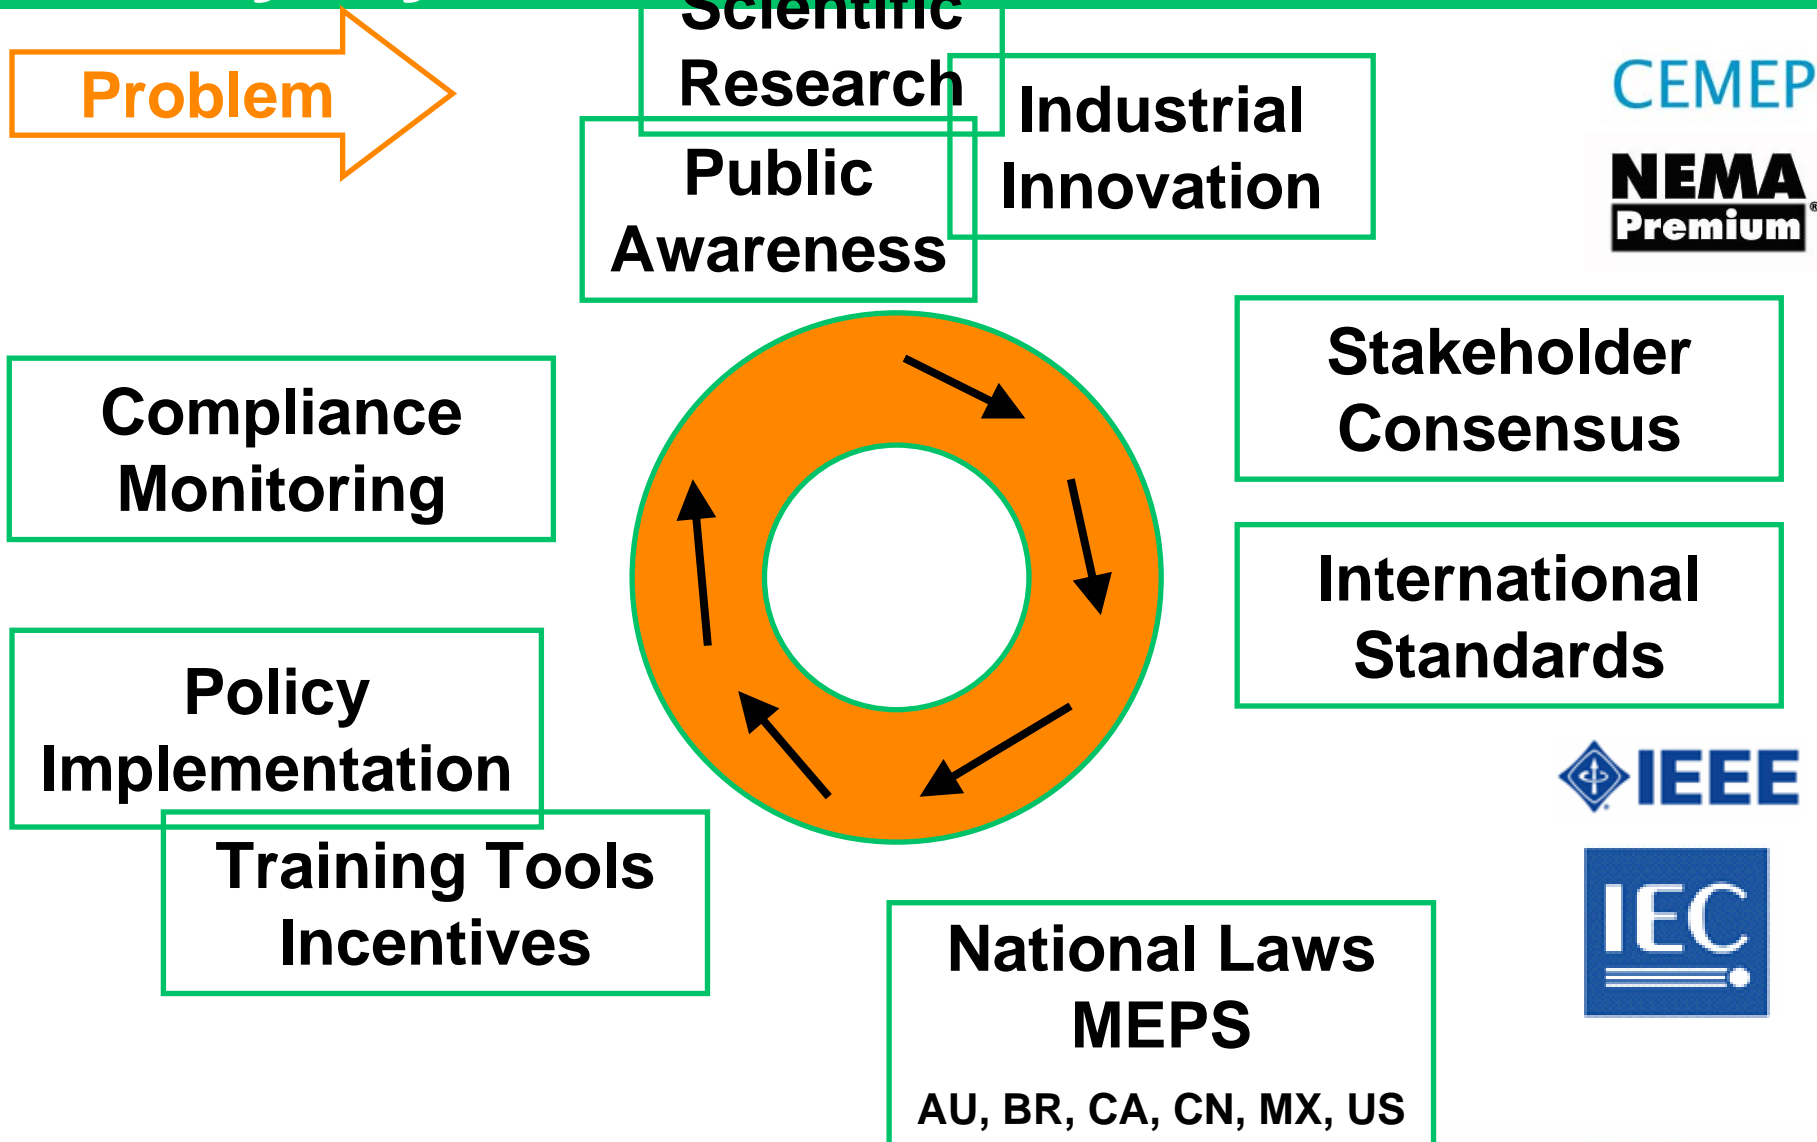 Problem
Scientific
Research
Industrial
Innovation
Public
Awareness
CEMEP
NEMA
Premium®
Stakeholder
Consensus
Compliance
Monitoring
International
Standards
Policy
Implementation
IEEE
Training Tools
Incentives
IEC
National Laws
MEPS
AU, BR, CA, CN, MX, US